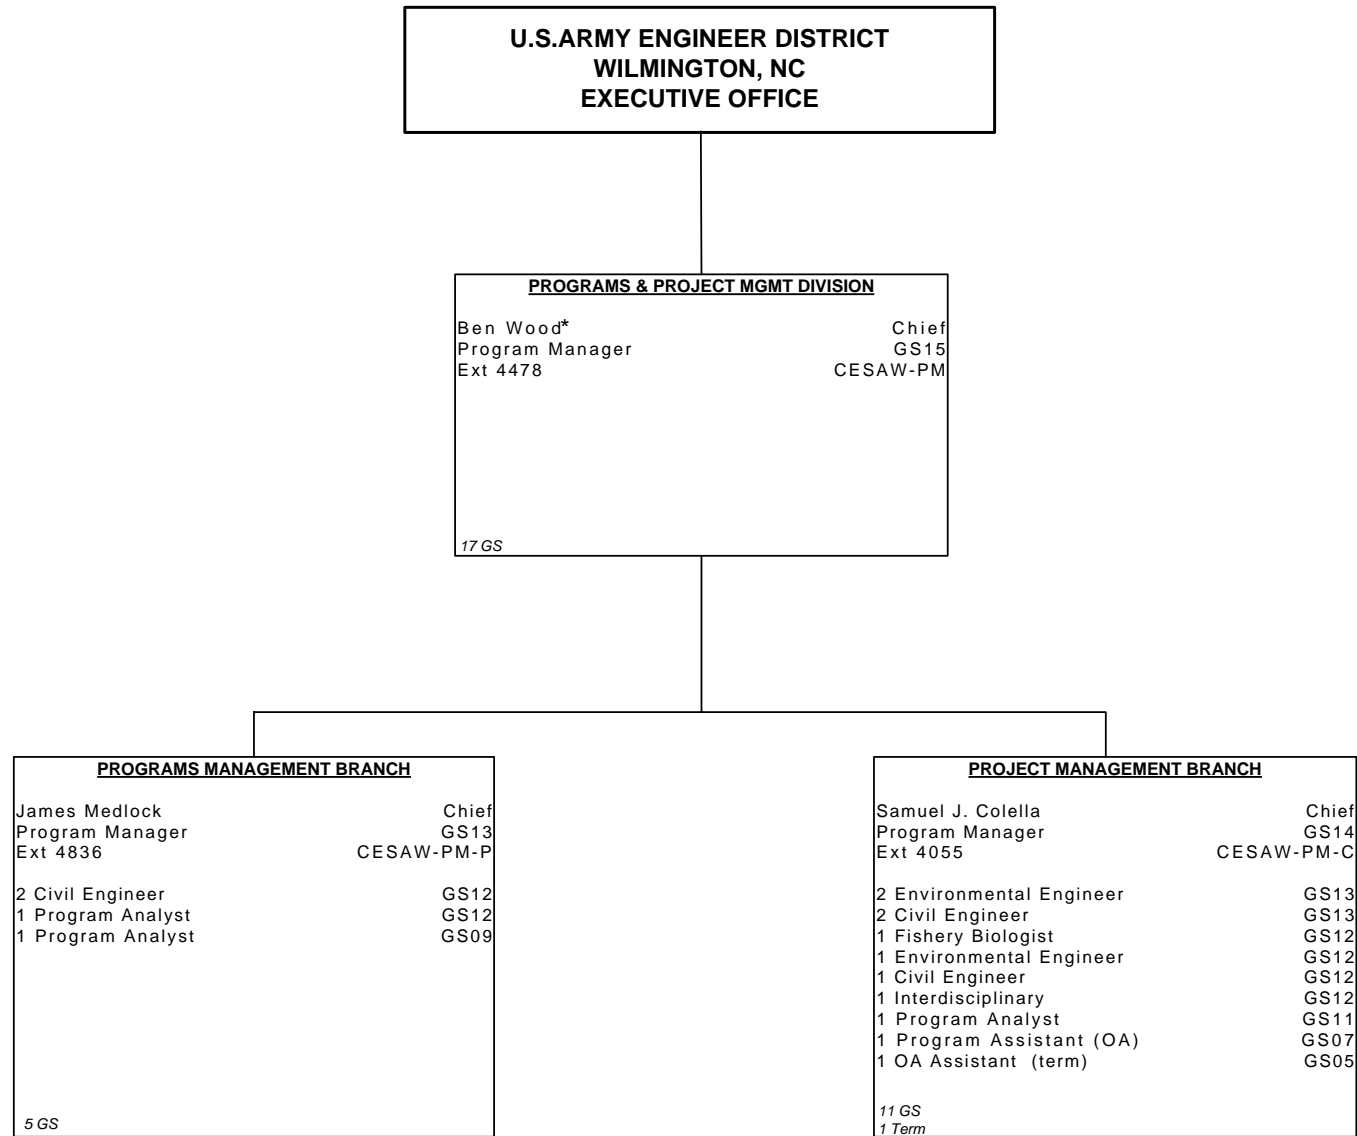 U.S.ARMY ENGINEER DISTRICT
WILMINGTON, NC
EXECUTIVE OFFICE
PROGRAMS & PROJECT MGMT DIVISION
Ben Wood* Chief
Program Manager GS15
Ext 4478 CESAW-PM
17 GS
PROGRAMS MANAGEMENT BRANCH
James Medlock Chief
Program Manager GS13
Ext 4836 CESAW-PM-P
2 Civil Engineer GS12
1 Program Analyst GS12
1 Program Analyst GS09
5 GS
PROJECT MANAGEMENT BRANCH
Samuel J. Colella Chief
Program Manager GS14
Ext 4055 CESAW-PM-C
2 Environmental Engineer GS13
2 Civil Engineer GS13
1 Fishery Biologist GS12
1 Environmental Engineer GS12
1 Civil Engineer GS12
1 Interdisciplinary GS12
1 Program Analyst GS11
1 Program Assistant (OA) GS07
1 OA Assistant (term) GS05
11 GS
1 Term